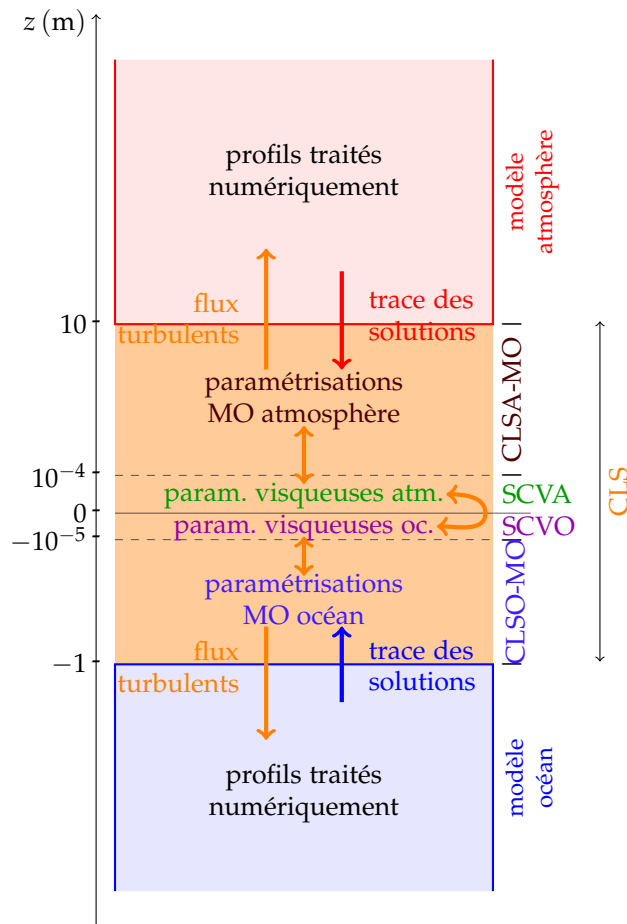 z (m)
profils traités
numériquement
modèle
atmosphère
flux
turbulents
trace des
solutions
10
paramétrisations
MO atmosphère
CLSA-MO
10⁻⁴
param. visqueuses atm.
SCVA
0
param. visqueuses oc.
SCVO
−10⁻⁵
CLS
paramétrisations
MO océan
CLSO-MO
flux
turbulents
trace des
solutions
−1
profils traités
numériquement
modèle
océan